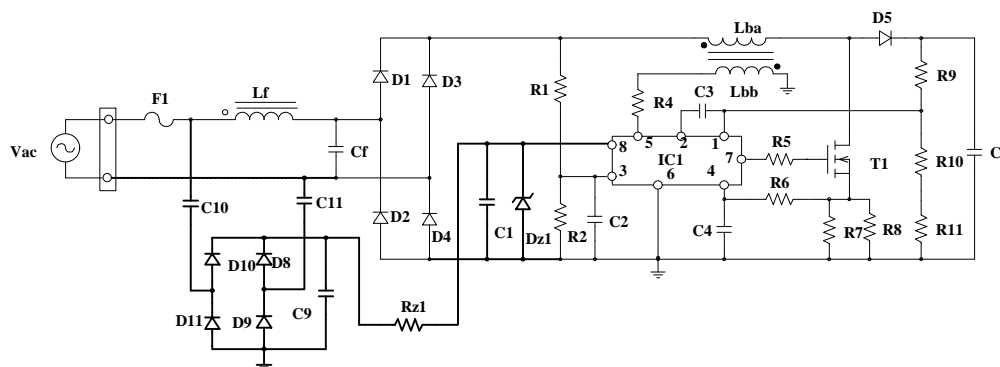 Lba
D5
D1
D3
R1
R9
Lbb
C3
R4
F1
Lf
Vac
Cf
8
5
2
1
IC1
7
R5
3
6
4
T1
R10
C
R6
C10
C11
D2
D4
C1
Dz1
R2
C2
C4
R7
R8
R11
D10
D8
D11
D9
C9
Rz1